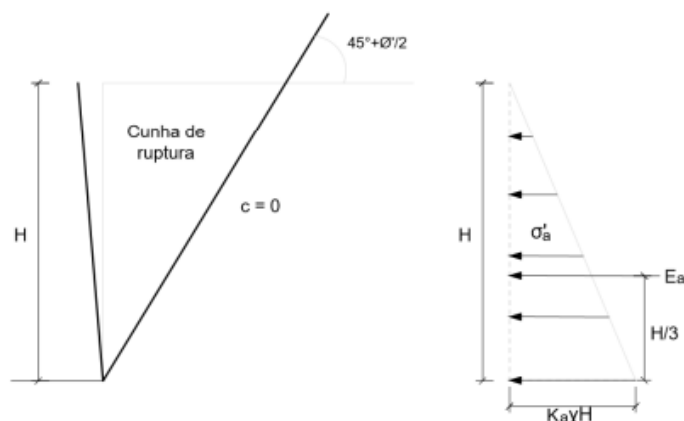 45°+Ø'/2
Cunha de
ruptura
H
c = 0
H
σ'a
Ea
H/3
KaγH